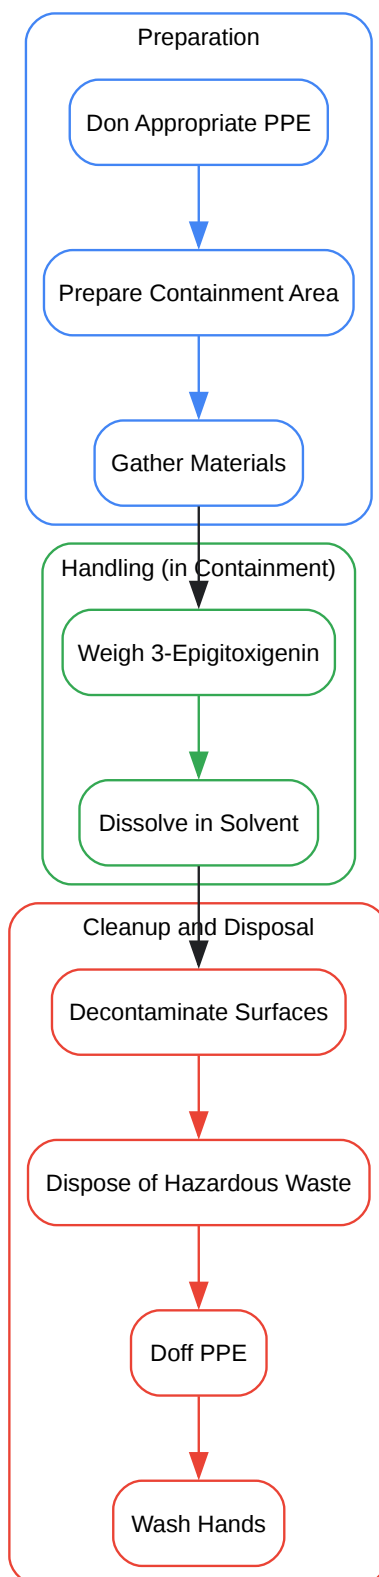 Preparation
Don Appropriate PPE
Prepare Containment Area
Gather Materials
Handling (in Containment)
Weigh 3-Epigitoxigenin
Dissolve in Solvent
Cleanup and Disposal
Decontaminate Surfaces
Dispose of Hazardous Waste
Doff PPE
Wash Hands